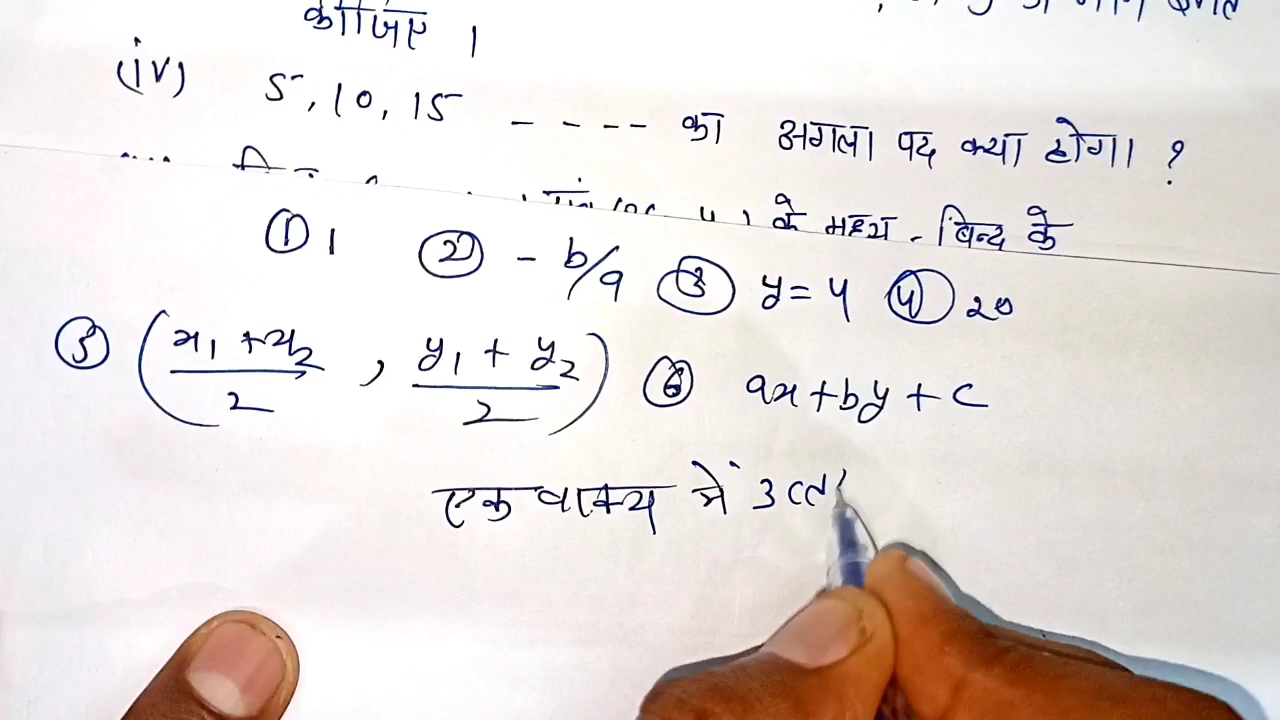 कीजिए ।
(iv) 5, 10, 15 - - - - का अगला पद क्या होगा ?
के मध्य - बिन्द के
① 1 ② - b/a ③ y = 4 ④ 20
⑤ ( x₁ + x₂ / 2 , y₁ + y₂ / 2 ) ⑥ ax + by + c
एक वाक्य में उत्त